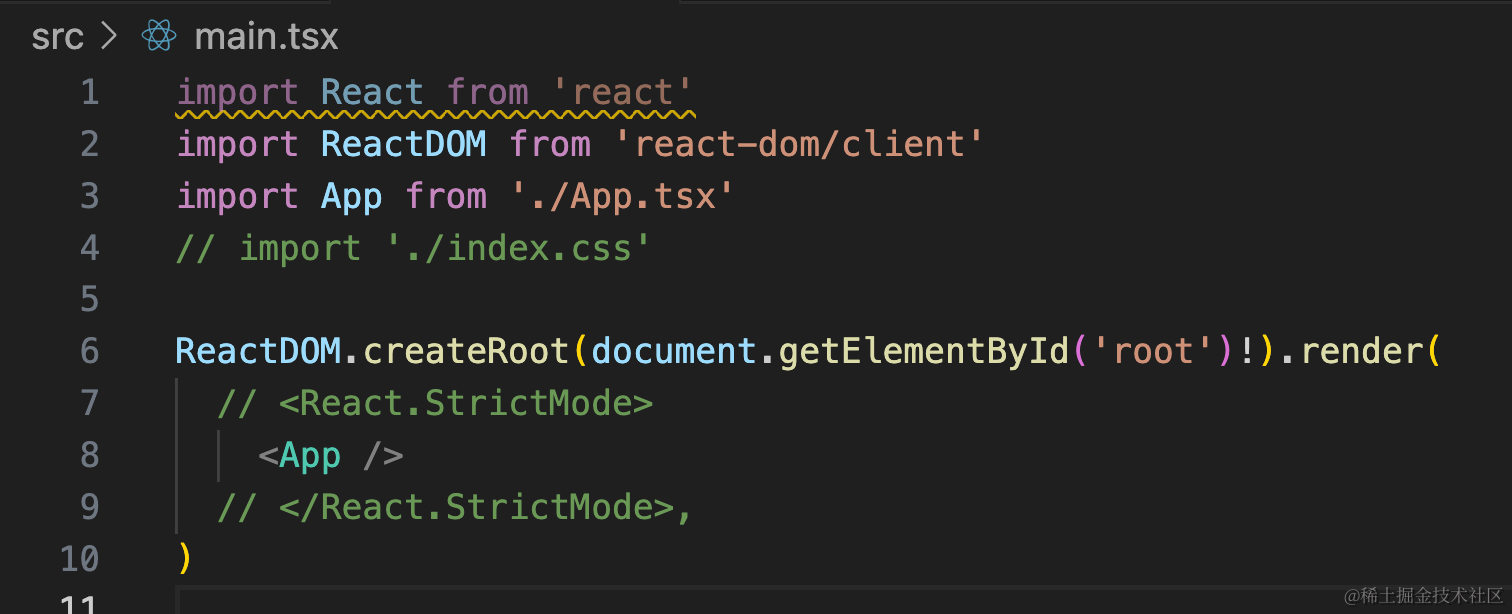 src > main.tsx
1 import React from 'react'
2 import ReactDOM from 'react-dom/client'
3 import App from './App.tsx'
4 // import './index.css'
5
6 ReactDOM.createRoot(document.getElementById('root')!).render(
7 // <React.StrictMode>
8 <App />
9 // </React.StrictMode>,
10 )
11
@稀土掘金技术社区